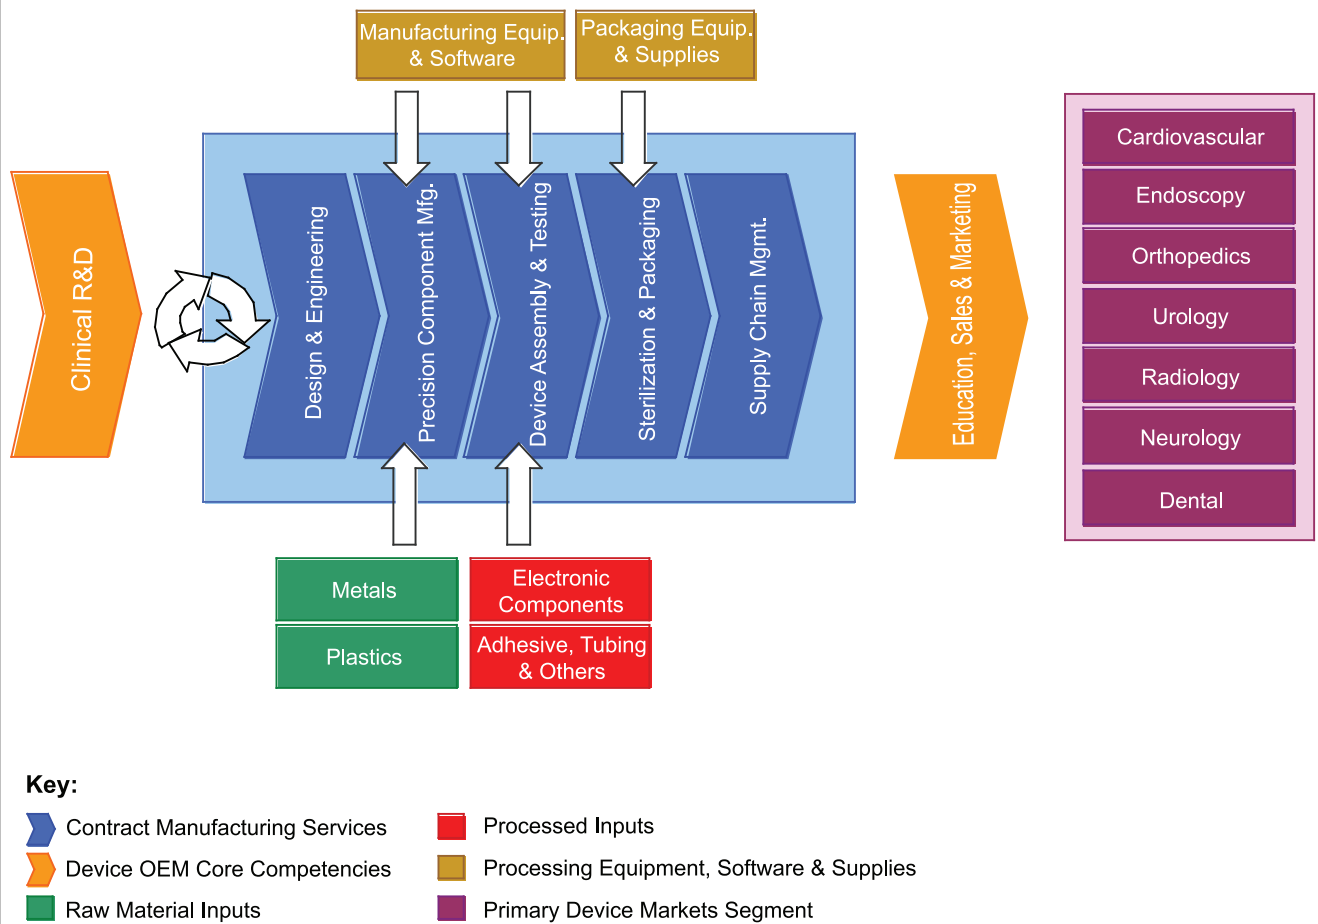 Manufacturing Equip.
& Software
Packaging Equip.
& Supplies
Clinical R&D
Design & Engineering
Precision Component Mfg.
Device Assembly & Testing
Sterilization & Packaging
Supply Chain Mgmt.
Education, Sales & Marketing
Cardiovascular
Endoscopy
Orthopedics
Urology
Radiology
Neurology
Dental
Metals
Plastics
Electronic
Components
Adhesive, Tubing
& Others
Key:
Contract Manufacturing Services
Device OEM Core Competencies
Raw Material Inputs
Processed Inputs
Processing Equipment, Software & Supplies
Primary Device Markets Segment